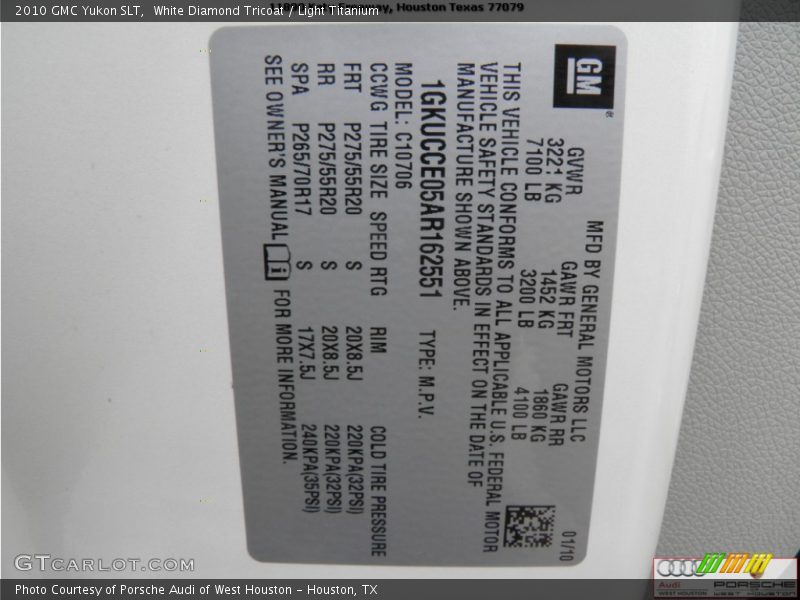 2010 GMC Yukon SLT,  White Diamond Tricoat / Light Titanium
Houston Texas 77079
GM
®
MFD BY GENERAL MOTORS LLC
01/10
GVWR GAWR FRT GAWR RR
3221 KG 1452 KG 1860 KG
7100 LB 3200 LB 4100 LB
THIS VEHICLE CONFORMS TO ALL APPLICABLE U.S. FEDERAL MOTOR
VEHICLE SAFETY STANDARDS IN EFFECT ON THE DATE OF
MANUFACTURE SHOWN ABOVE.
1GKUCCE05AR162551 TYPE: M.P.V.
MODEL: C10706
CCWG TIRE SIZE SPEED RTG RIM COLD TIRE PRESSURE
FRT P275/55R20 S 20X8.5J 220KPA(32PSI)
RR P275/55R20 S 20X8.5J 220KPA(32PSI)
SPA P265/70R17 S 17X7.5J 240KPA(35PSI)
SEE OWNER'S MANUAL i FOR MORE INFORMATION.
GTCARLOT.COM
Audi PORSCHE
WEST HOUSTON WEST HOUSTON
Photo Courtesy of Porsche Audi of West Houston – Houston, TX